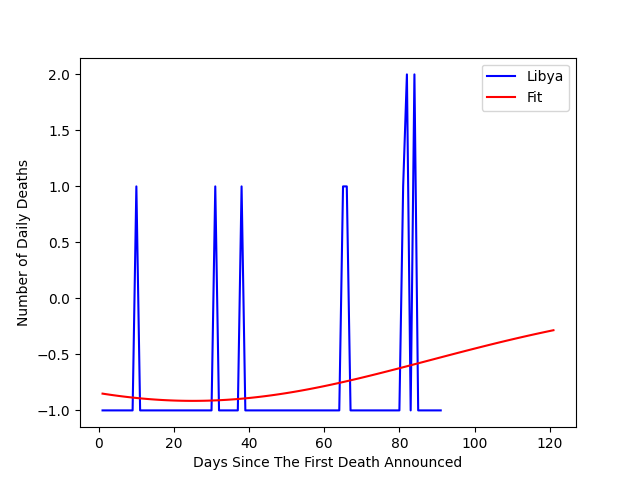 Libya
Fit
2.0
1.5
1.0
0.5
0.0
−0.5
−1.0
Number of Daily Deaths
0 20 40 60 80 100 120
Days Since The First Death Announced